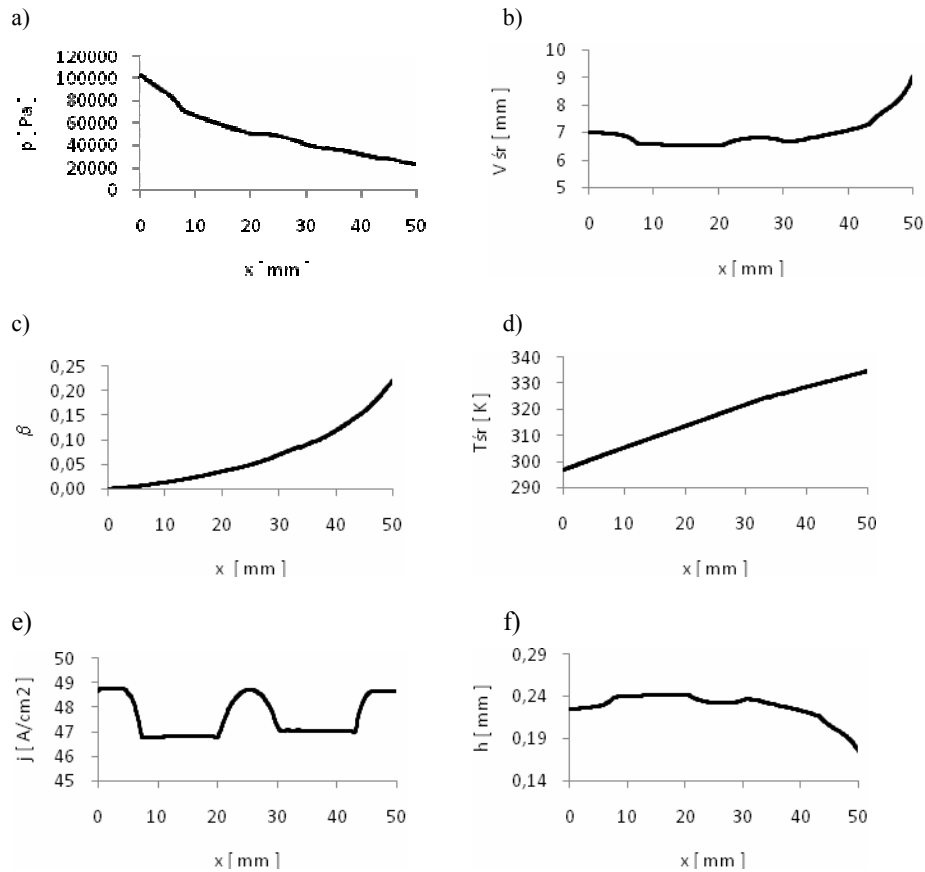 a)
120000
100000
80000
60000
40000
20000
0
p [Pa]
0 10 20 30 40 50
x [mm]
b)
10
9
8
7
6
5
V śr [ mm ]
0 10 20 30 40 50
x [ mm ]
c)
0,25
0,20
0,15
0,10
0,05
0,00
β
0 10 20 30 40 50
x [ mm ]
d)
340
330
320
310
300
290
Tśr [ K ]
0 10 20 30 40 50
x [ mm ]
e)
50
49
48
47
46
45
j [ A/cm2 ]
0 10 20 30 40 50
x [ mm ]
f)
0,29
0,24
0,19
0,14
h [ mm ]
0 10 20 30 40 50
x [ mm ]